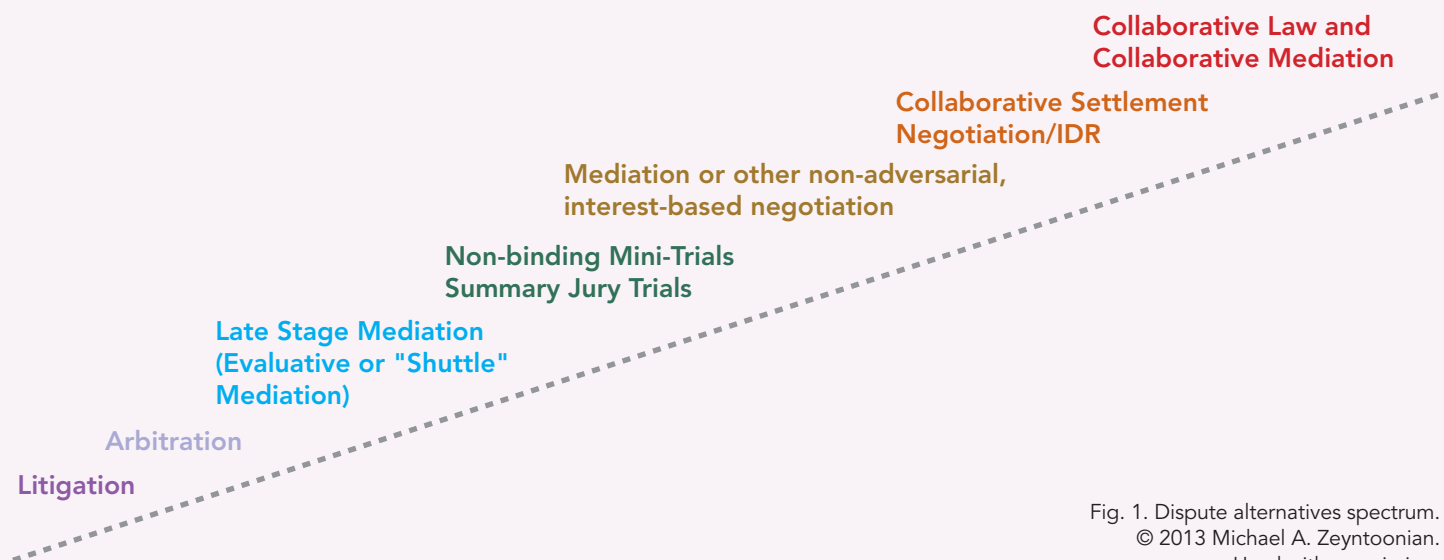 Collaborative Law and
Collaborative Mediation
Collaborative Settlement
Negotiation/IDR
Mediation or other non-adversarial,
interest-based negotiation
Non-binding Mini-Trials
Summary Jury Trials
Late Stage Mediation
(Evaluative or "Shuttle"
Mediation)
Arbitration
Litigation
Fig. 1. Dispute alternatives spectrum.
© 2013 Michael A. Zeyntoonian.